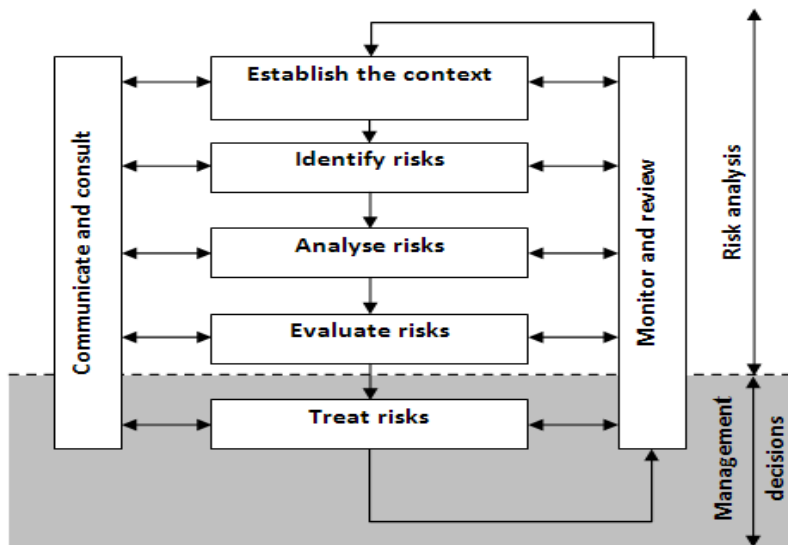 Establish the context
Identify risks
Analyse risks
Evaluate risks
Treat risks
Communicate and consult
Monitor and review
Risk analysis
Management
decisions